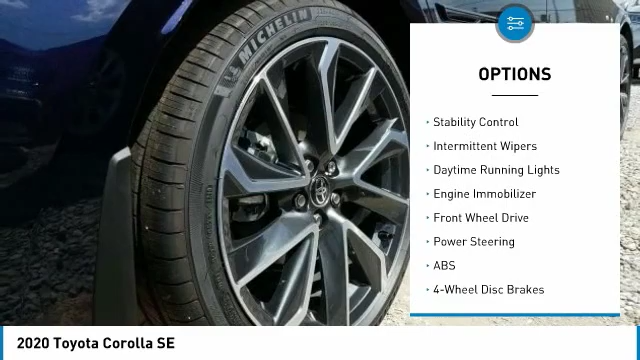 MICHELIN
OPTIONS
Stability Control
Intermittent Wipers
Daytime Running Lights
Engine Immobilizer
Front Wheel Drive
Power Steering
ABS
4-Wheel Disc Brakes
2020 Toyota Corolla SE